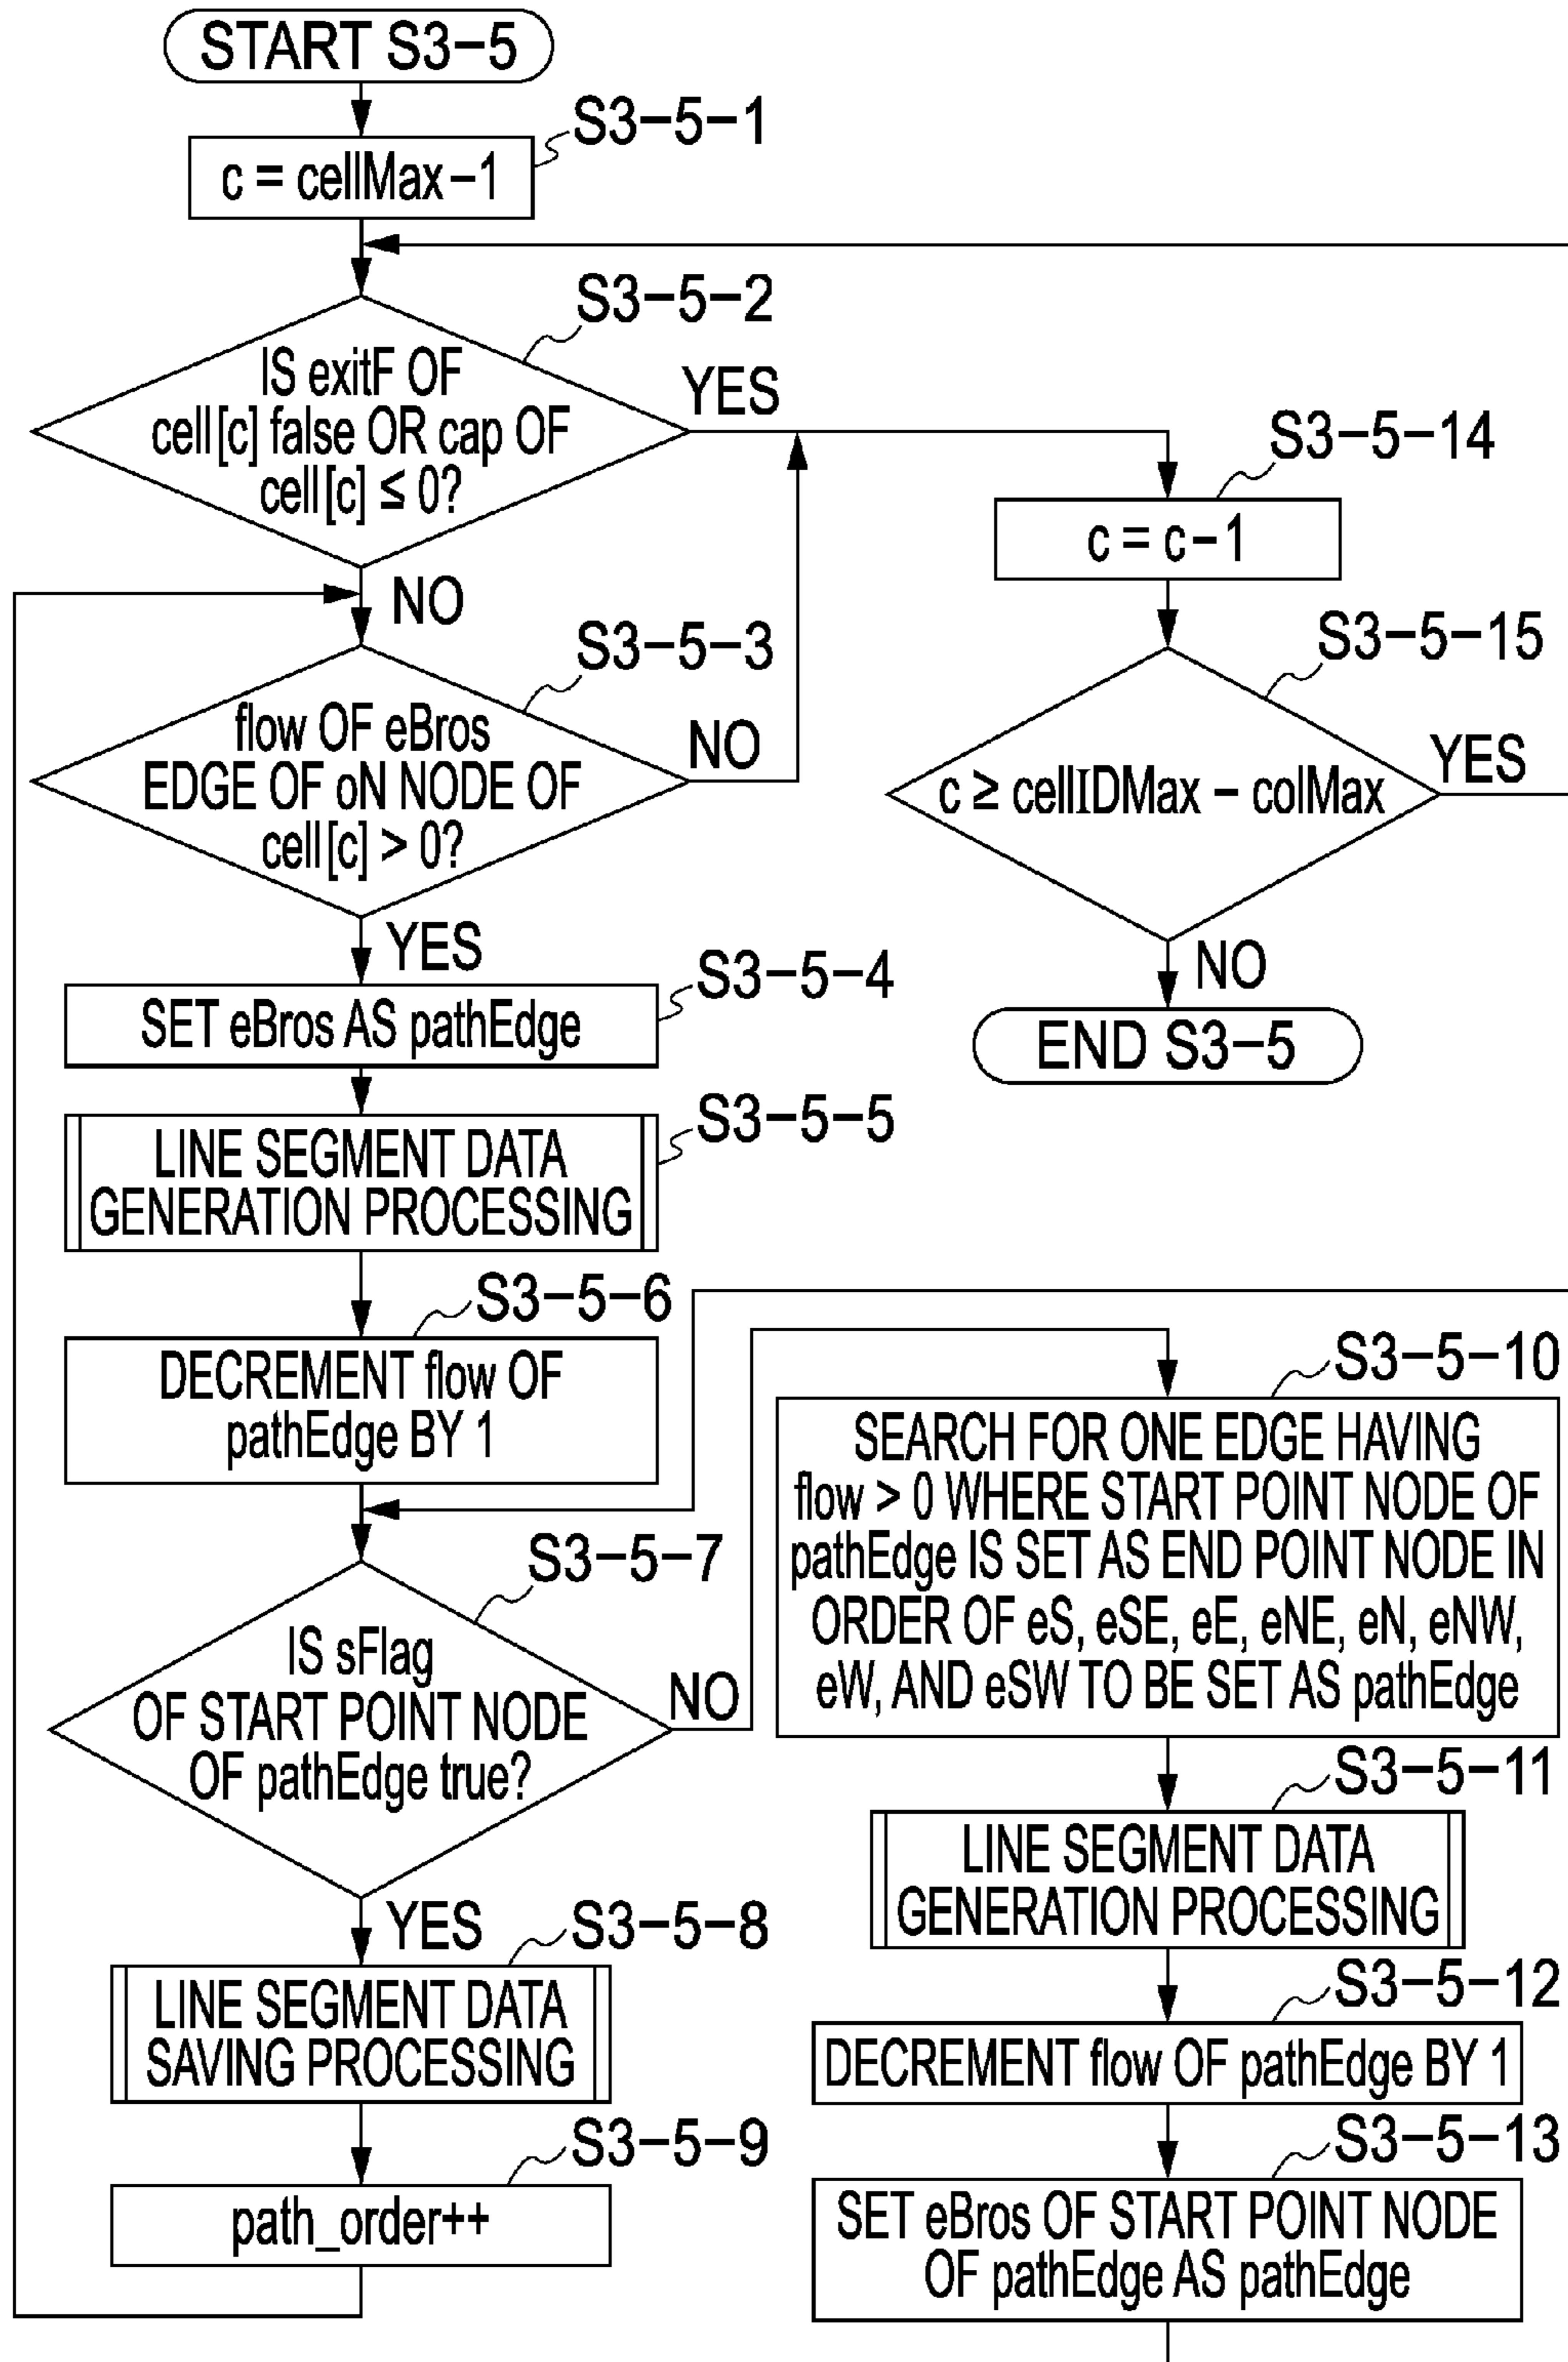 START S3-5
S3-5-1
c = cellMax-1
S3-5-2
IS exitF OF
cell[c] false OR cap OF
cell[c] ≤ 0?
YES
NO
S3-5-3
flow OF eBros
EDGE OF oN NODE OF
cell[c] > 0?
NO
YES
S3-5-4
SET eBros AS pathEdge
S3-5-5
LINE SEGMENT DATA
GENERATION PROCESSING
S3-5-6
DECREMENT flow OF
pathEdge BY 1
S3-5-7
IS sFlag
OF START POINT NODE
OF pathEdge true?
NO
YES
S3-5-8
LINE SEGMENT DATA
SAVING PROCESSING
S3-5-9
path_order++
S3-5-14
c = c-1
S3-5-15
c ≥ cellIDMax - colMax
YES
NO
END S3-5
S3-5-10
SEARCH FOR ONE EDGE HAVING
flow > 0 WHERE START POINT NODE OF
pathEdge IS SET AS END POINT NODE IN
ORDER OF eS, eSE, eE, eNE, eN, eNW,
eW, AND eSW TO BE SET AS pathEdge
S3-5-11
LINE SEGMENT DATA
GENERATION PROCESSING
S3-5-12
DECREMENT flow OF pathEdge BY 1
S3-5-13
SET eBros OF START POINT NODE
OF pathEdge AS pathEdge